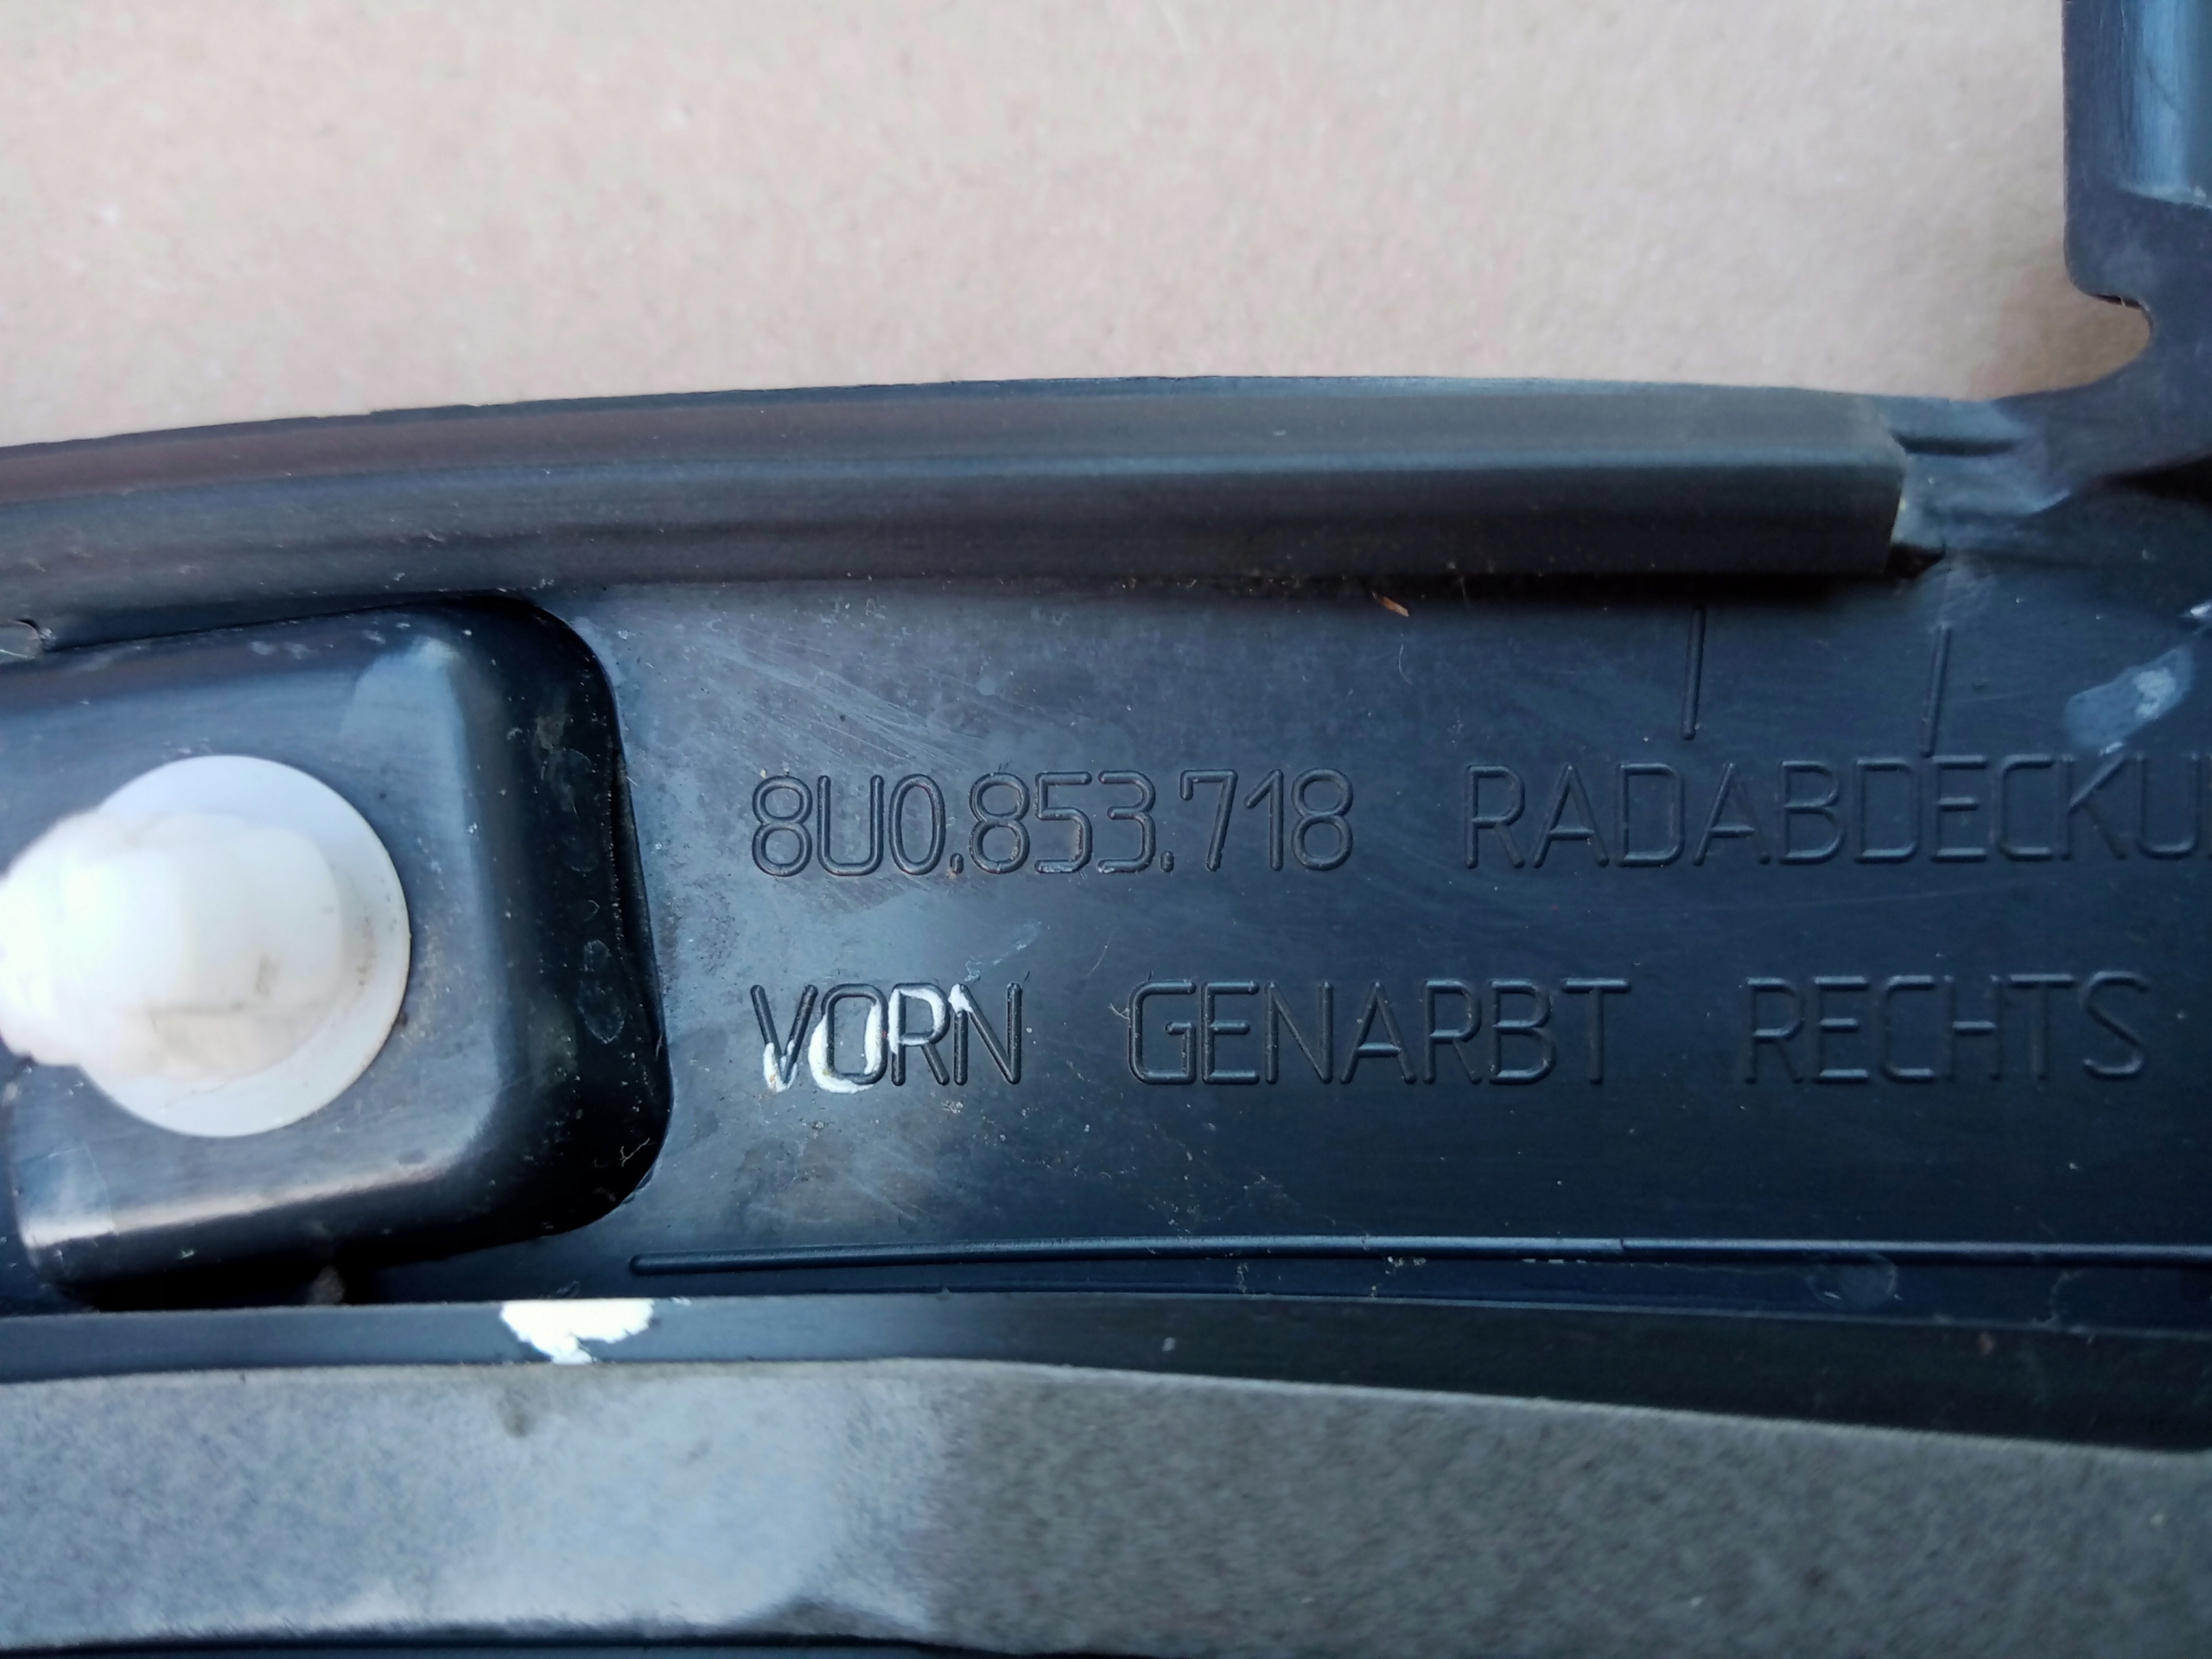 8U0.853.718 RADABDECKU
VORN GENARBT RECHTS